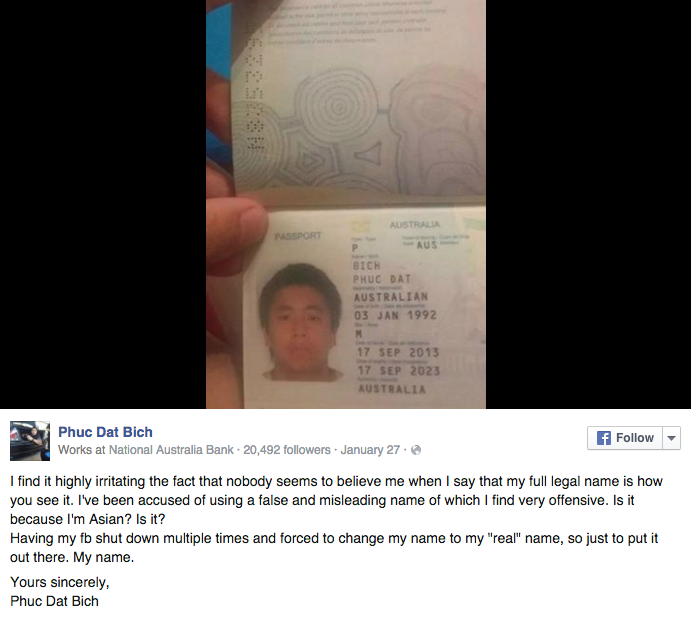 AUSTRALIA
PASSPORT
P
AUS
BICH
PHUC DAT
AUSTRALIAN
03 JAN 1992
M
17 SEP 2013
17 SEP 2023
AUSTRALIA
Phuc Dat Bich
Works at National Australia Bank · 20,492 followers · January 27 ·
Follow
I find it highly irritating the fact that nobody seems to believe me when I say that my full legal name is how
you see it. I've been accused of using a false and misleading name of which I find very offensive. Is it
because I'm Asian? Is it?
Having my fb shut down multiple times and forced to change my name to my "real" name, so just to put it
out there. My name.
Yours sincerely,
Phuc Dat Bich